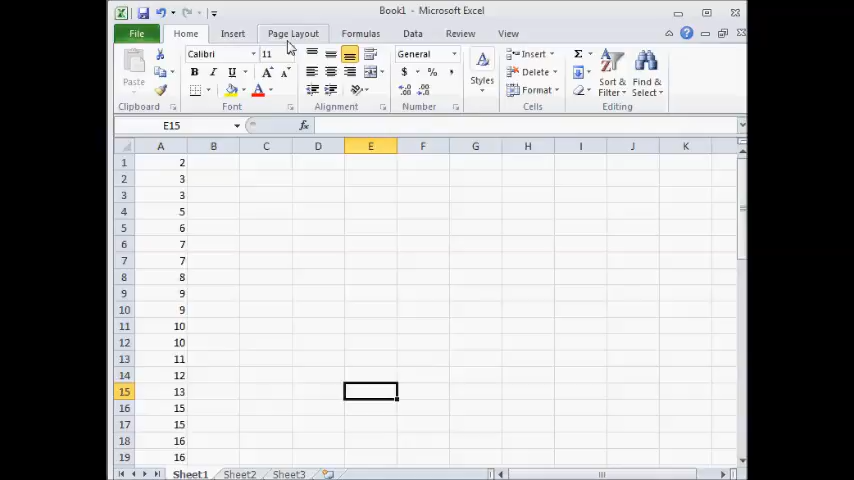 Book1 - Microsoft Excel
File Home Insert Page Layout Formulas Data Review View
Paste
Calibri 11
B I U A A
A
General
$ % ,
Styles
Insert
Delete
Format
Σ
Sort & Filter
Find & Select
Clipboard Font Alignment Number Cells Editing
E15 fx
A B C D E F G H I J K
1 2
2 3
3 3
4 5
5 6
6 7
7 7
8 8
9 9
10 9
11 10
12 10
13 11
14 12
15 13
16 15
17 15
18 16
19 16
Sheet1 Sheet2 Sheet3